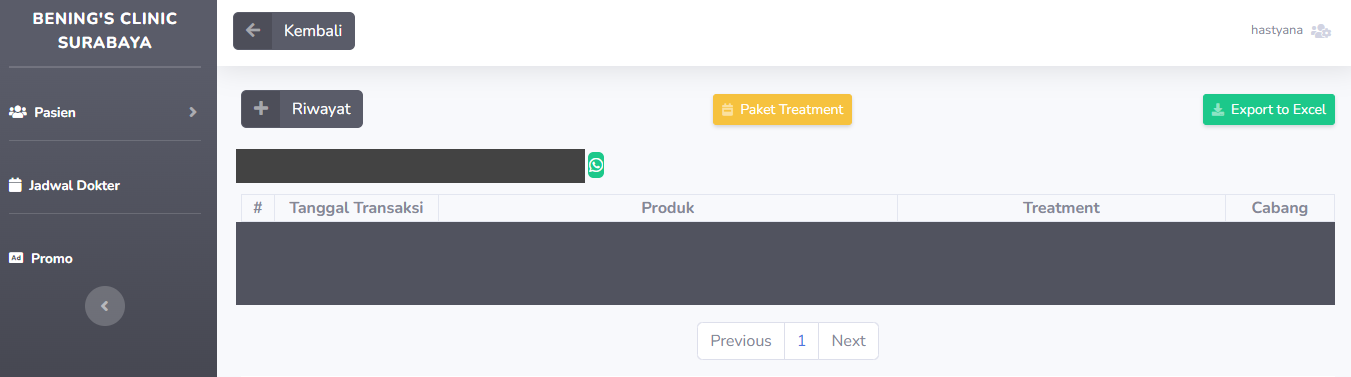 BENING'S CLINIC
SURABAYA
Kembali
hastyana
Pasien
Riwayat
Paket Treatment
Export to Excel
Jadwal Dokter
# Tanggal Transaksi Produk Treatment Cabang
Ad Promo
Previous 1 Next